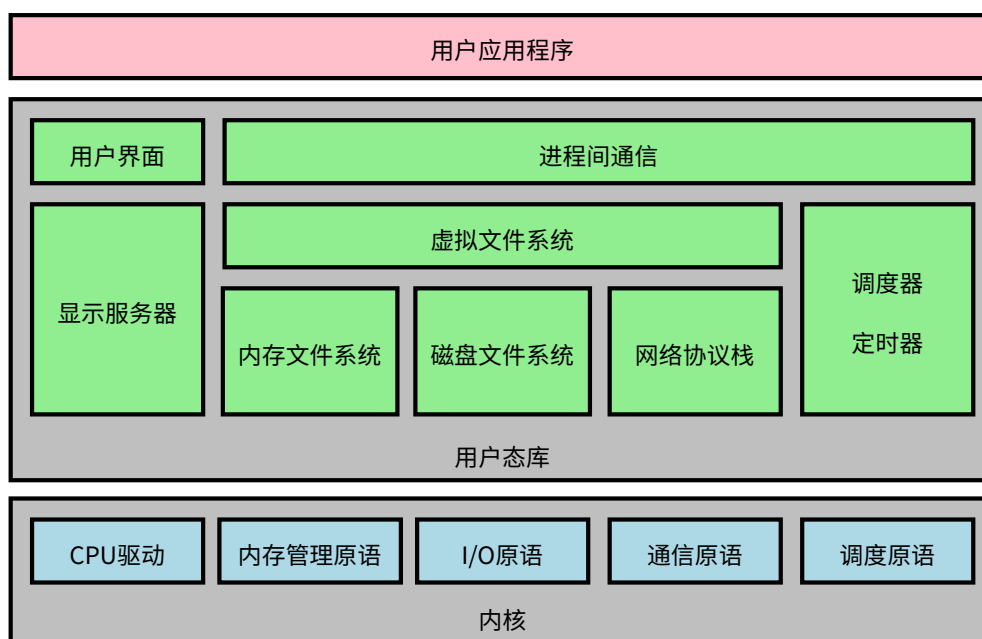 用户应用程序
用户界面
进程间通信
显示服务器
虚拟文件系统
内存文件系统
磁盘文件系统
网络协议栈
调度器
定时器
用户态库
CPU驱动
内存管理原语
I/O原语
通信原语
调度原语
内核